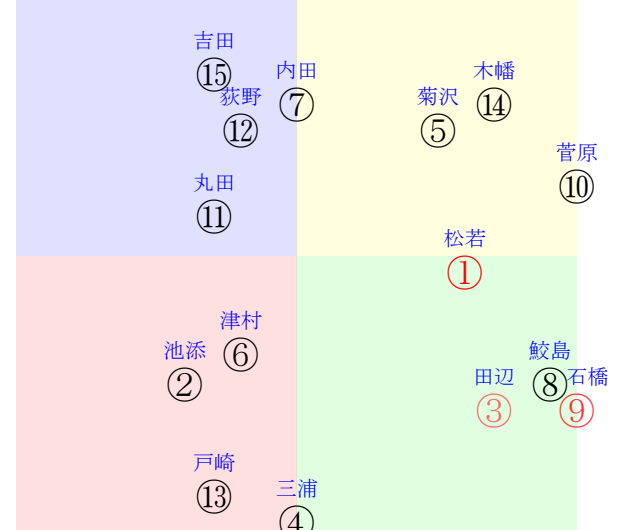 吉田
⑮
内田
⑦
木幡
⑭
荻野
⑫
菊沢
⑤
菅原
⑩
丸田
⑪
松若
①
津村
⑥
池添
②
鮫島
⑧
田辺
③
石橋
⑨
戸崎
⑬
三浦
④